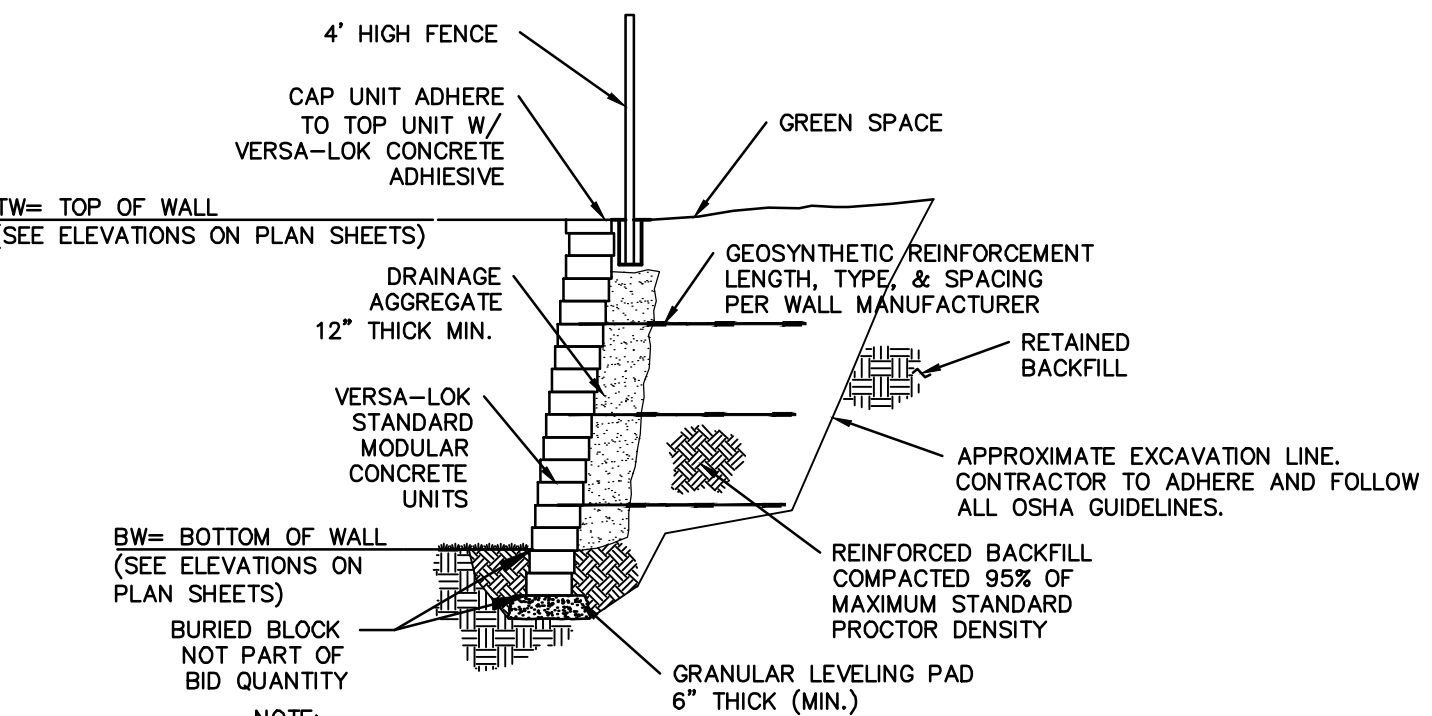 4' HIGH FENCE
CAP UNIT ADHERE
TO TOP UNIT W/
VERSA-LOK CONCRETE
ADHIESIVE
GREEN SPACE
TW= TOP OF WALL
(SEE ELEVATIONS ON PLAN SHEETS)
GEOSYNTHETIC REINFORCEMENT
LENGTH, TYPE, & SPACING
PER WALL MANUFACTURER
DRAINAGE
AGGREGATE
12" THICK MIN.
RETAINED
BACKFILL
VERSA-LOK
STANDARD
MODULAR
CONCRETE
UNITS
APPROXIMATE EXCAVATION LINE.
CONTRACTOR TO ADHERE AND FOLLOW
ALL OSHA GUIDELINES.
BW= BOTTOM OF WALL
(SEE ELEVATIONS ON
PLAN SHEETS)
REINFORCED BACKFILL
COMPACTED 95% OF
MAXIMUM STANDARD
PROCTOR DENSITY
BURIED BLOCK
NOT PART OF
BID QUANTITY
GRANULAR LEVELING PAD
6" THICK (MIN.)
NOTE: